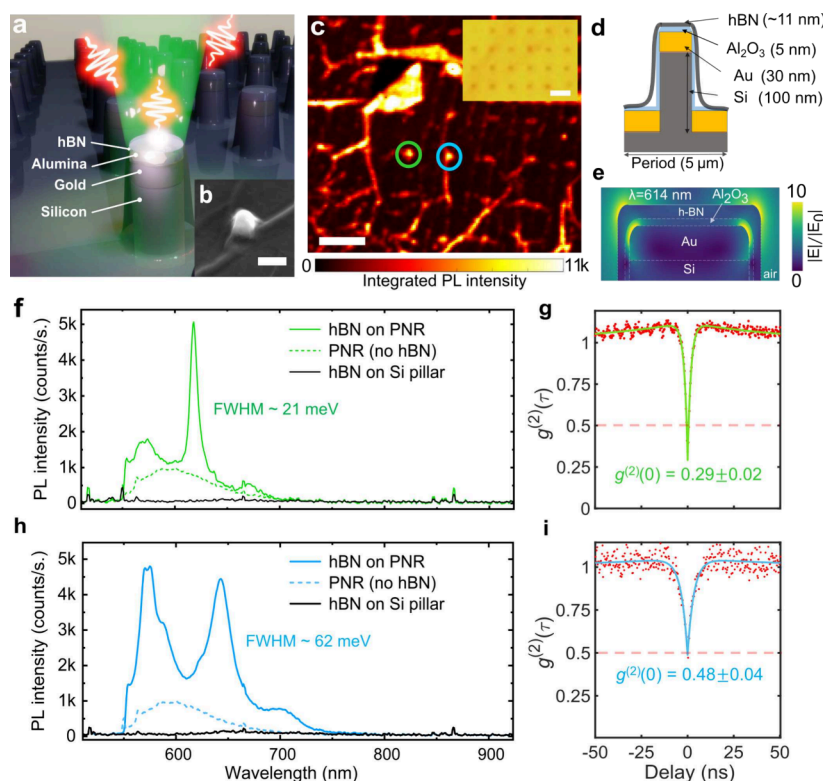 a
hBN
Alumina
Gold
Silicon
b
c
0
11k
Integrated PL intensity
d
hBN (~11 nm)
Al2O3 (5 nm)
Au (30 nm)
Si (100 nm)
Period (5 μm)
e
λ=614 nm
Al2O3
h-BN
Au
Si
air
10
0
|E|/|E0|
f
5k
4k
3k
2k
1k
0
PL intensity (counts/s.)
hBN on PNR
PNR (no hBN)
hBN on Si pillar
FWHM ~ 21 meV
g
1
0.5
0.25
0
g(2)(τ)
g(2)(0) = 0.29±0.02
h
5k
4k
3k
2k
1k
0
PL intensity (counts/s.)
hBN on PNR
PNR (no hBN)
hBN on Si pillar
FWHM ~ 62 meV
600
700
800
900
Wavelength (nm)
i
1
0.5
0.25
g(2)(τ)
g(2)(0) = 0.48±0.04
-50
-25
0
25
50
Delay (ns)